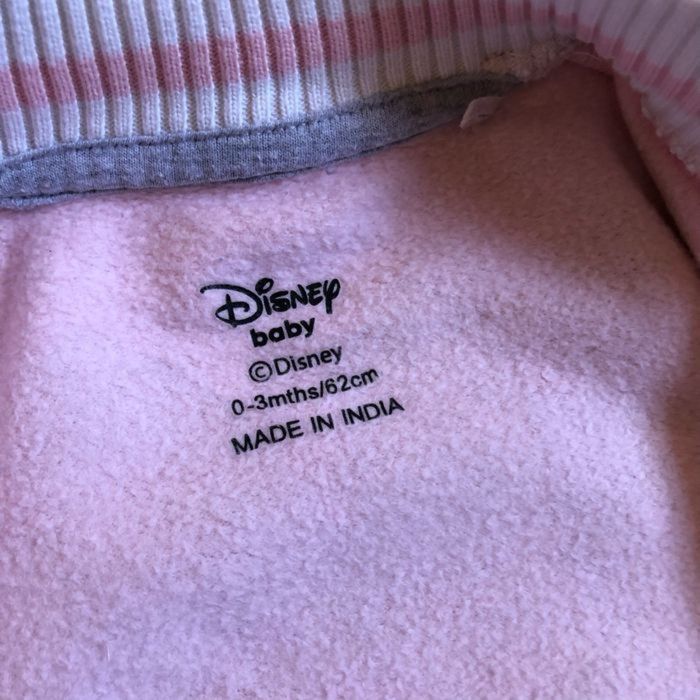 Disney
baby
©Disney
0-3mths/62cm
MADE IN INDIA